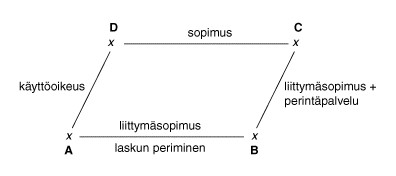 D
C
x
sopimus
x
käyttöoikeus
liittymäsopimus +
perintäpalvelu
x
liittymäsopimus
x
A
laskun periminen
B